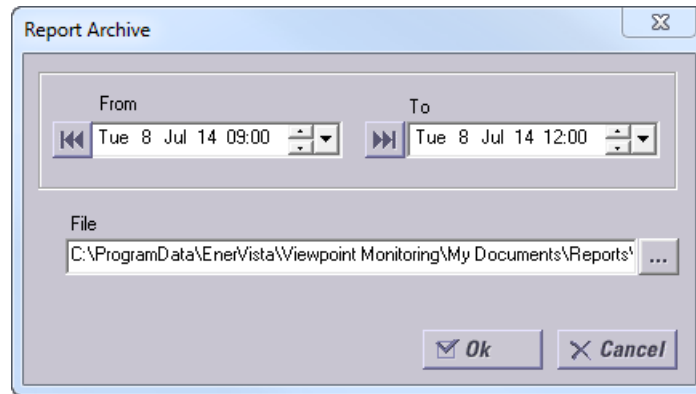 Report Archive
From To
Tue 8 Jul 14 09:00 Tue 8 Jul 14 12:00
File
C:\ProgramData\EnerVista\Viewpoint Monitoring\My Documents\Reports\ ...
Ok Cancel